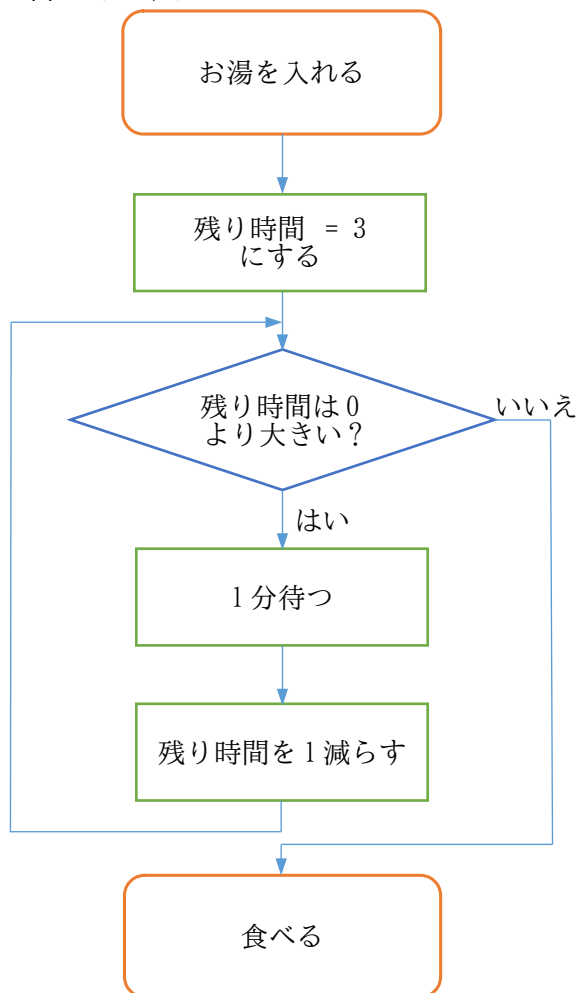 お湯を入れる
残り時間 = 3
にする
残り時間は0
より大きい？
いいえ
はい
1分待つ
残り時間を1減らす
食べる